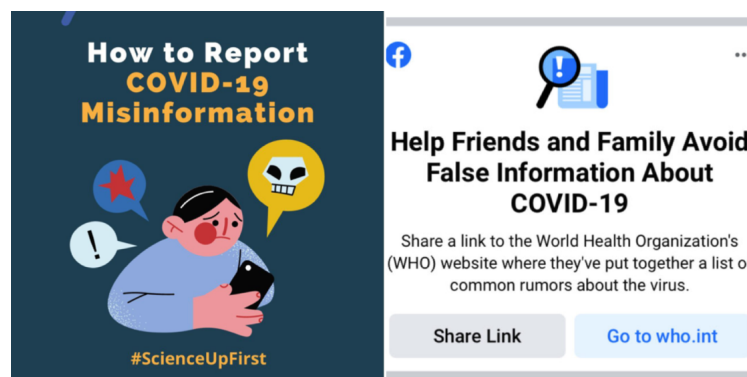 How to Report
COVID-19
Misinformation
!
#ScienceUpFirst
f
!
Help Friends and Family Avoid
False Information About
COVID-19
Share a link to the World Health Organization's
(WHO) website where they've put together a list o
common rumors about the virus.
Share Link
Go to who.int